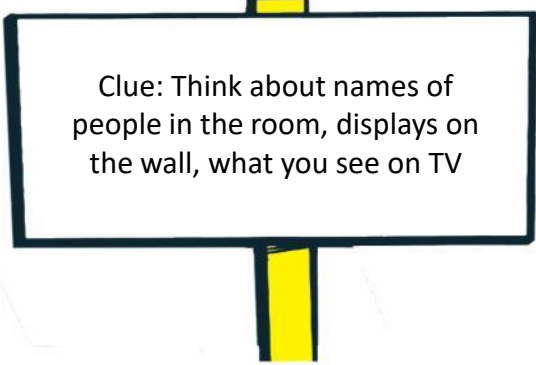 Clue: Think about names of
people in the room, displays on
the wall, what you see on TV